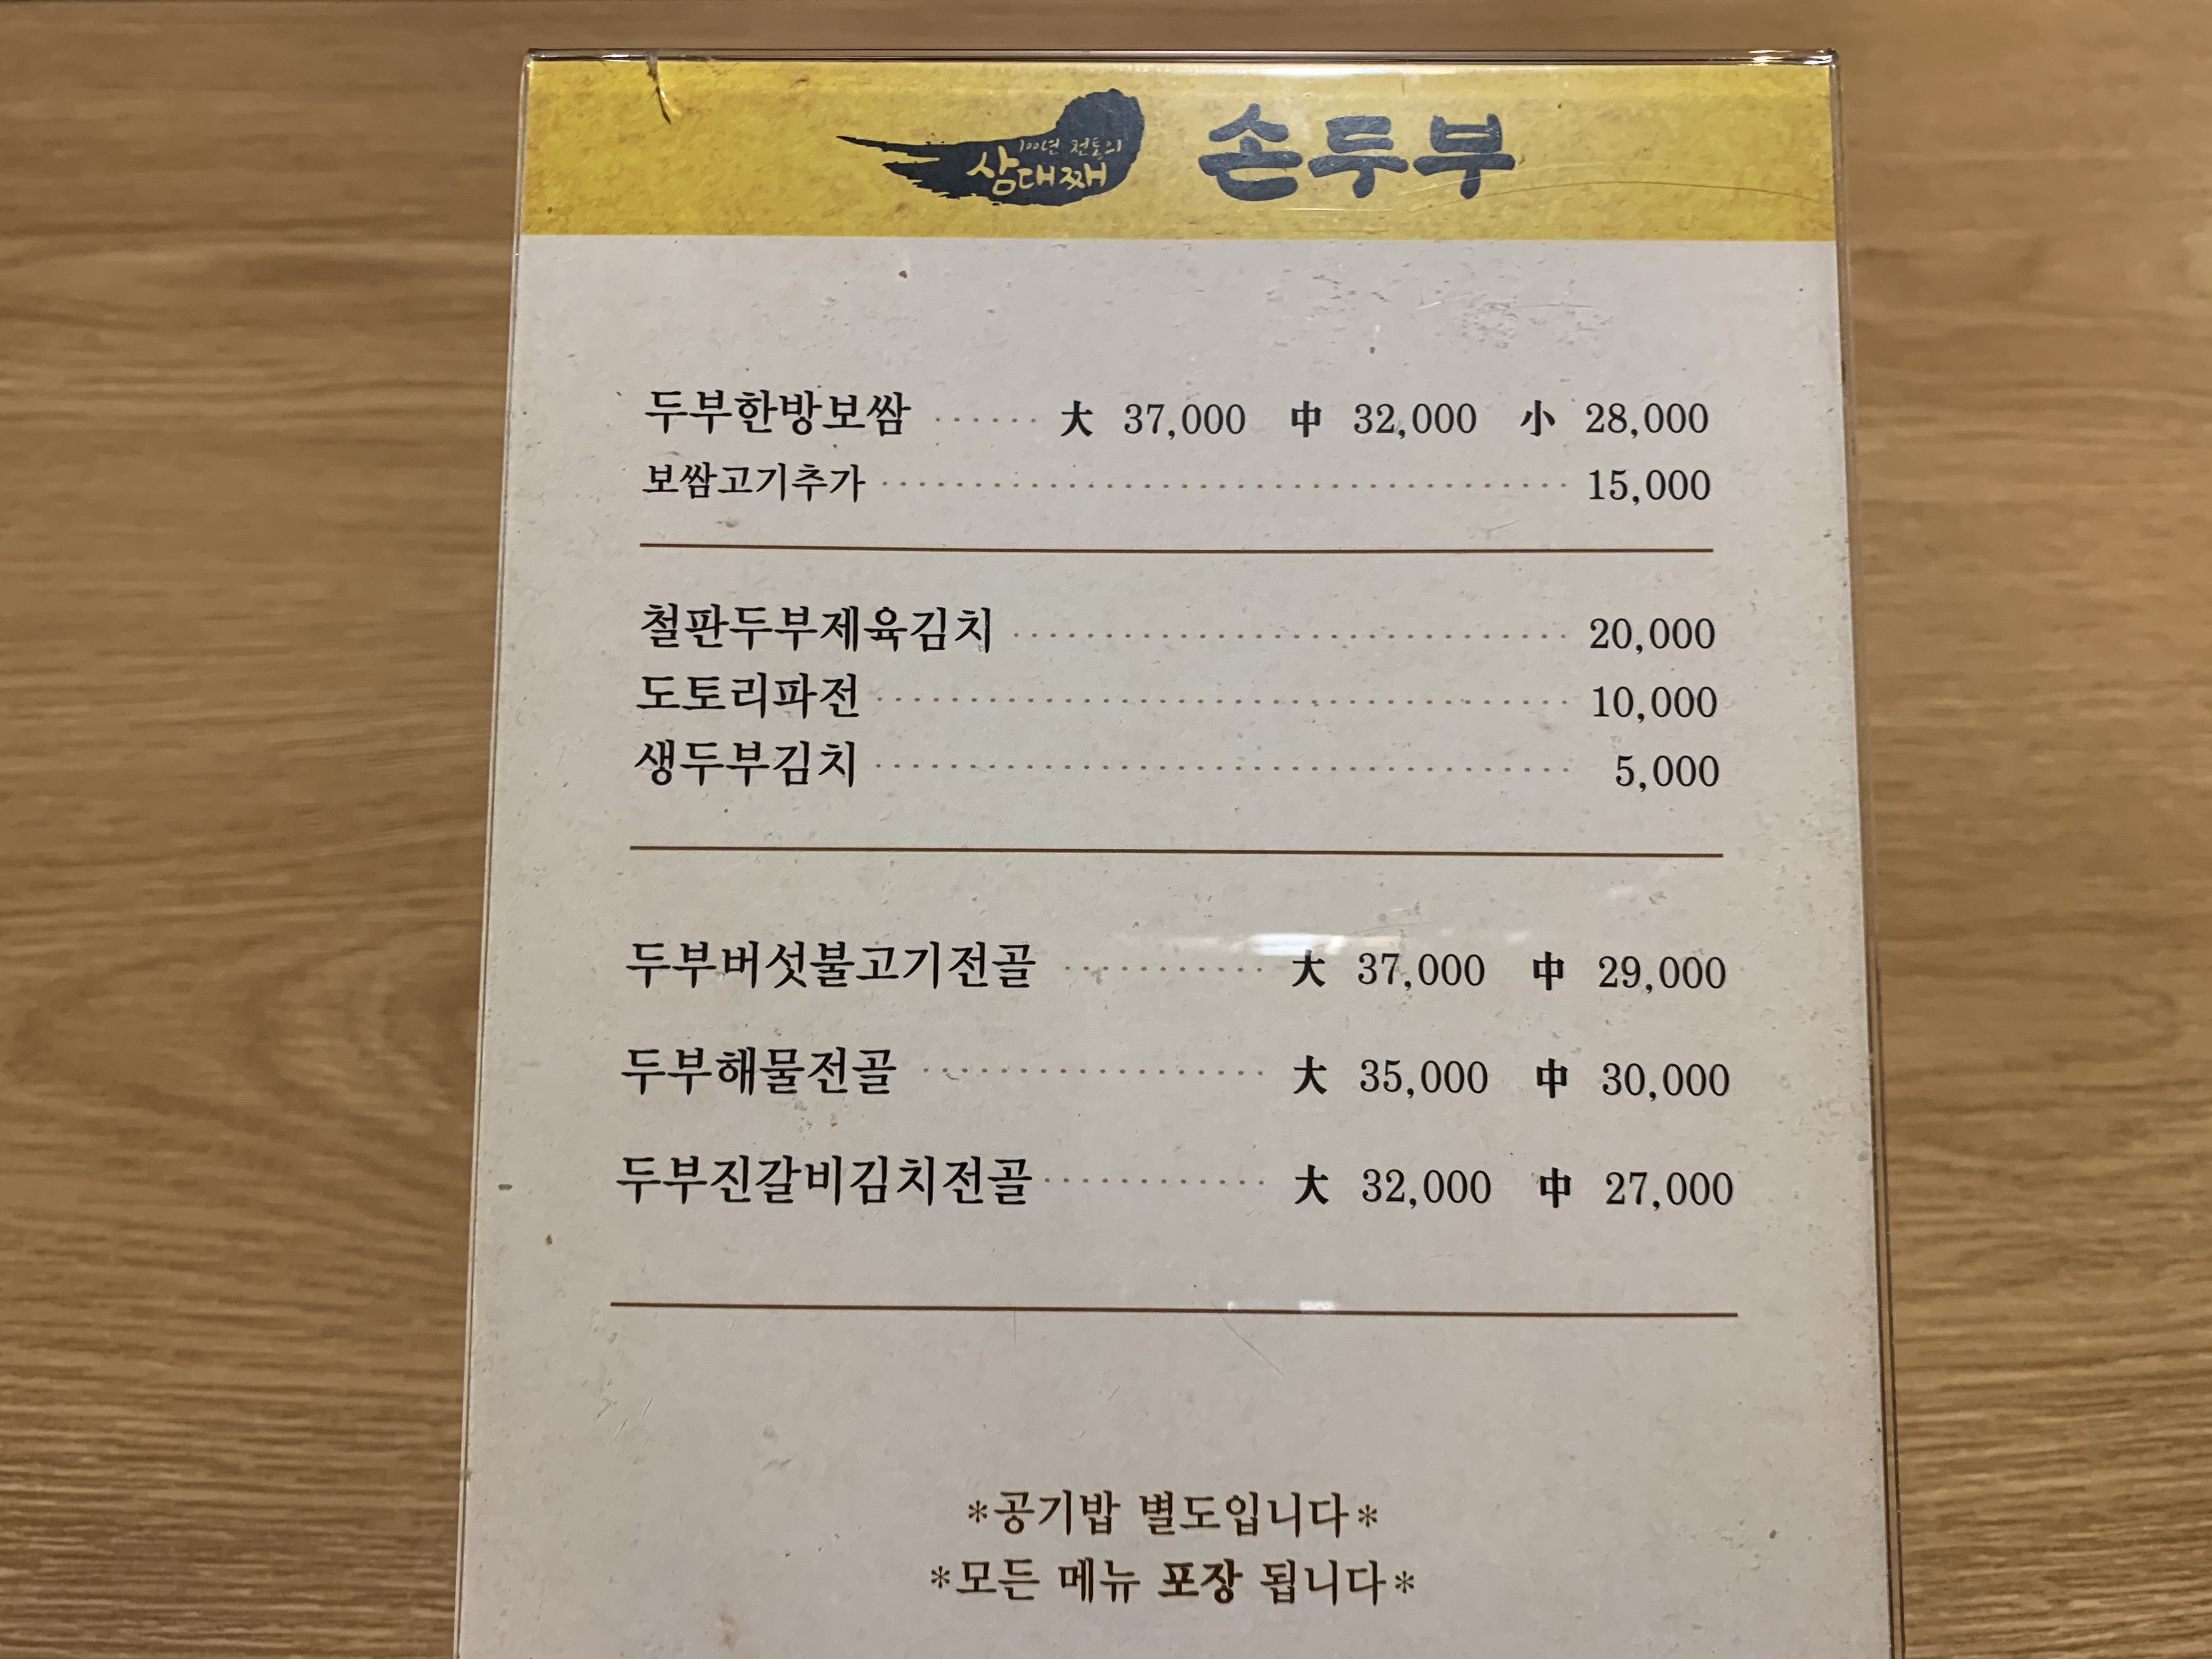 100년 전통의
삼대째 손두부
두부한방보쌈 ······ 大 37,000 中 32,000 小 28,000
보쌈고기추가 ······ 15,000
철판두부제육김치 ······ 20,000
도토리파전 ······ 10,000
생두부김치 ······ 5,000
두부버섯불고기전골 ······ 大 37,000 中 29,000
두부해물전골 ······ 大 35,000 中 30,000
두부진갈비김치전골 ······ 大 32,000 中 27,000
*공기밥 별도입니다*
*모든 메뉴 포장 됩니다*